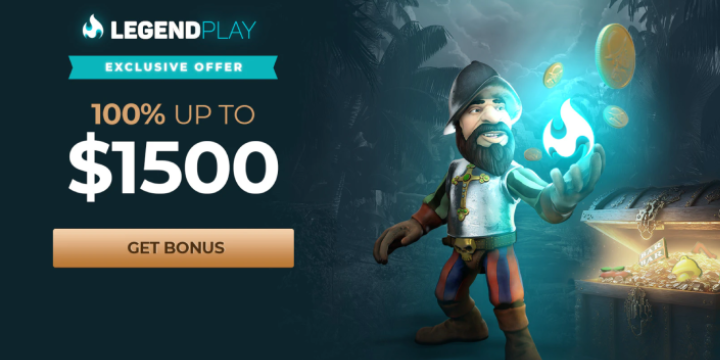 LEGENDPLAY
EXCLUSIVE OFFER
100% UP TO
$1500
GET BONUS